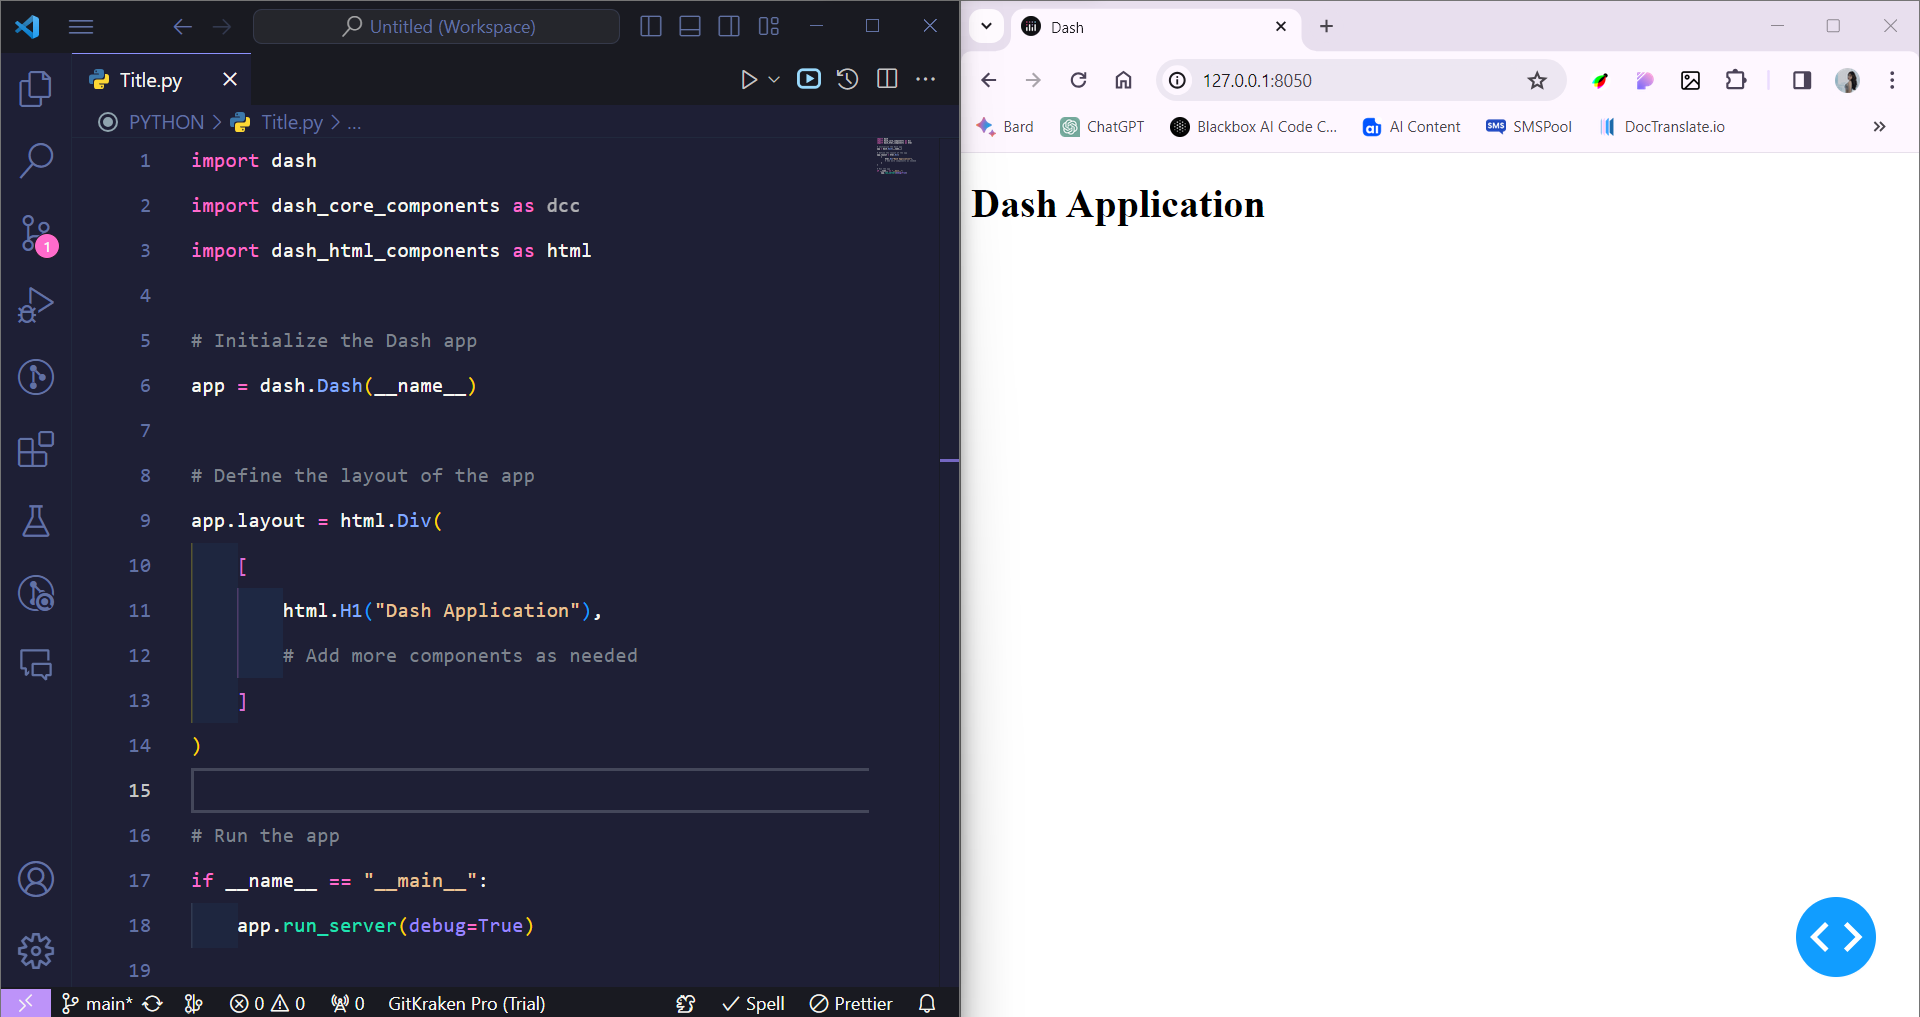 Untitled (Workspace)
Title.py
PYTHON > Title.py > ...
1 import dash
2 import dash_core_components as dcc
3 import dash_html_components as html
4
5 # Initialize the Dash app
6 app = dash.Dash(__name__)
7
8 # Define the layout of the app
9 app.layout = html.Div(
10 [
11 html.H1("Dash Application"),
12 # Add more components as needed
13 ]
14 )
15
16 # Run the app
17 if __name__ == "__main__":
18 app.run_server(debug=True)
19
1
main* 0 0 0 GitKraken Pro (Trial) Spell Prettier
Dash
127.0.0.1:8050
Bard ChatGPT Blackbox AI Code C... AI Content SMS SMSPool DocTranslate.io
Dash Application